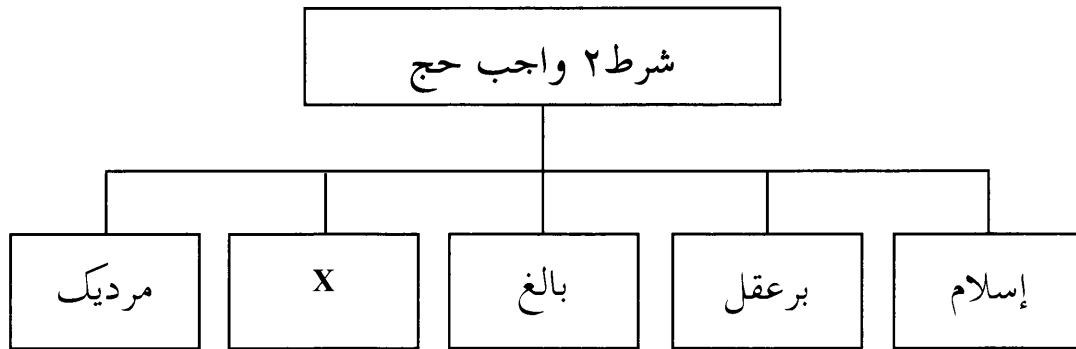 شرط٢ واجب حج
إسلام
برعقل
بالغ
X
مرديک